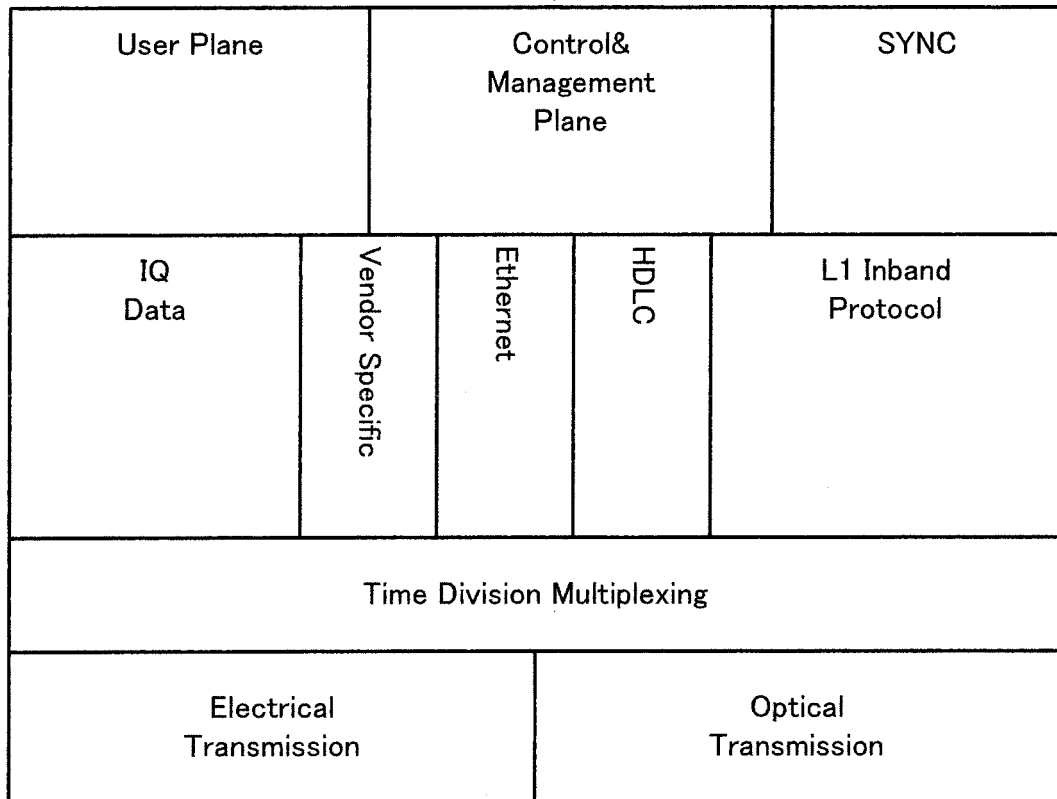 User Plane
Control&
Management
Plane
SYNC
IQ
Data
Vendor Specific
Ethernet
HDLC
L1 Inband
Protocol
Time Division Multiplexing
Electrical
Transmission
Optical
Transmission